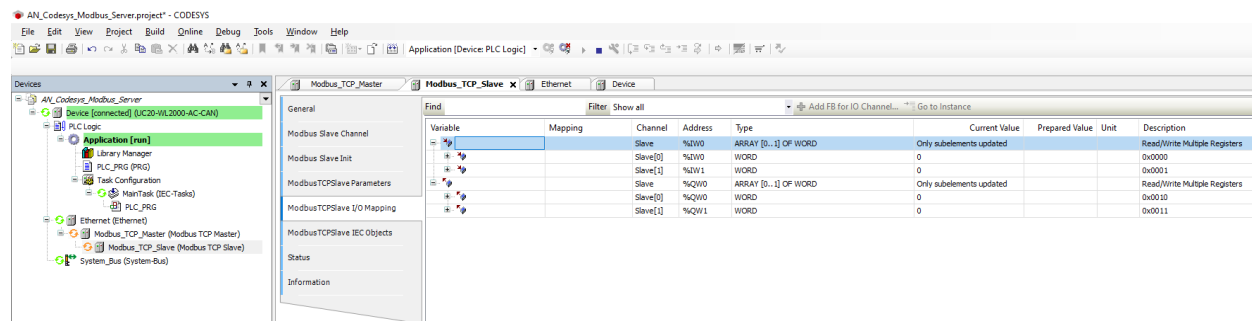 AN_Codesys_Modbus_Server.project* - CODESYS
File Edit View Project Build Online Debug Tools Window Help
Application [Device: PLC Logic]
Devices
AN_Codesys_Modbus_Server
Device [connected] (UC20-WL2000-AC-CAN)
PLC Logic
Application [run]
Library Manager
PLC_PRG (PRG)
Task Configuration
MainTask (IEC-Tasks)
PLC_PRG
Ethernet (Ethernet)
Modbus_TCP_Master (Modbus TCP Master)
Modbus_TCP_Slave (Modbus TCP Slave)
System_Bus (System-Bus)
Modbus_TCP_Master Modbus_TCP_Slave Ethernet Device
General
Modbus Slave Channel
Modbus Slave Init
ModbusTCPSlave Parameters
ModbusTCPSlave I/O Mapping
ModbusTCPSlave IEC Objects
Status
Information
Find Filter Show all Add FB for IO Channel... Go to Instance
Variable Mapping Channel Address Type Current Value Prepared Value Unit Description
Slave %IW0 ARRAY [0..1] OF WORD Only subelements updated Read/Write Multiple Registers
Slave[0] %IW0 WORD 0 0x0000
Slave[1] %IW1 WORD 0 0x0001
Slave %QW0 ARRAY [0..1] OF WORD Only subelements updated Read/Write Multiple Registers
Slave[0] %QW0 WORD 0 0x0010
Slave[1] %QW1 WORD 0 0x0011